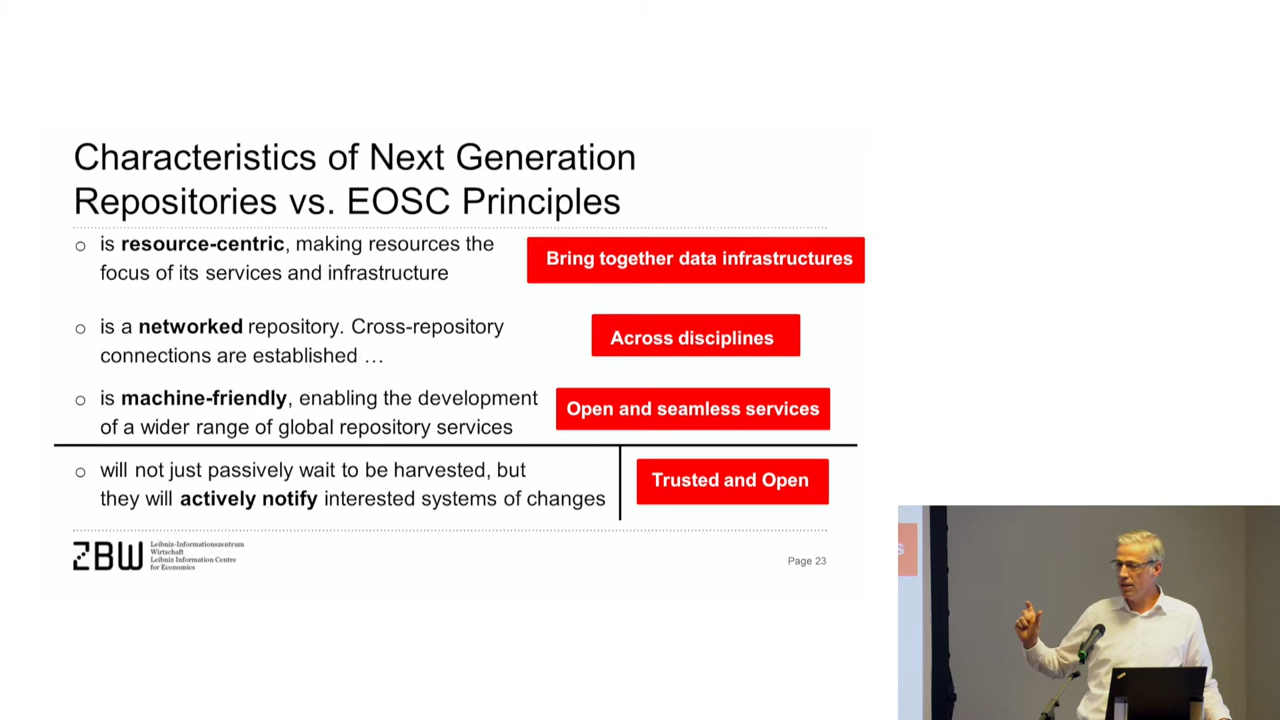 Characteristics of Next Generation
Repositories vs. EOSC Principles
o is resource-centric, making resources the
focus of its services and infrastructure
Bring together data infrastructures
o is a networked repository. Cross-repository
connections are established …
Across disciplines
o is machine-friendly, enabling the development
of a wider range of global repository services
Open and seamless services
o will not just passively wait to be harvested, but
they will actively notify interested systems of changes
Trusted and Open
ZBW
Leibniz-Informationszentrum
Wirtschaft
Leibniz Information Centre
for Economics
Page 23
s